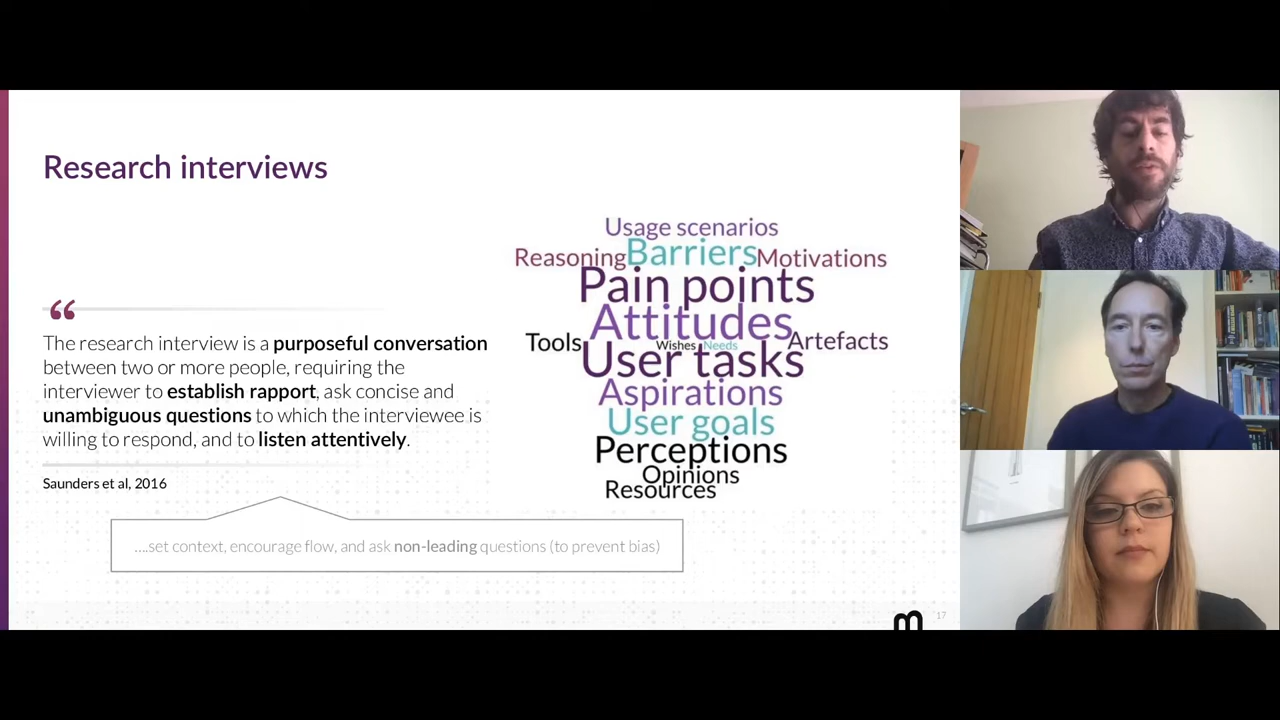 Research interviews
“
The research interview is a purposeful conversation
between two or more people, requiring the
interviewer to establish rapport, ask concise and
unambiguous questions to which the interviewee is
willing to respond, and to listen attentively.
Saunders et al, 2016
....set context, encourage flow, and ask non-leading questions (to prevent bias)
Usage scenarios
Reasoning Barriers Motivations
Pain points
Attitudes
Tools Wishes Needs Artefacts
User tasks
Aspirations
User goals
Perceptions
Opinions
Resources
m
17